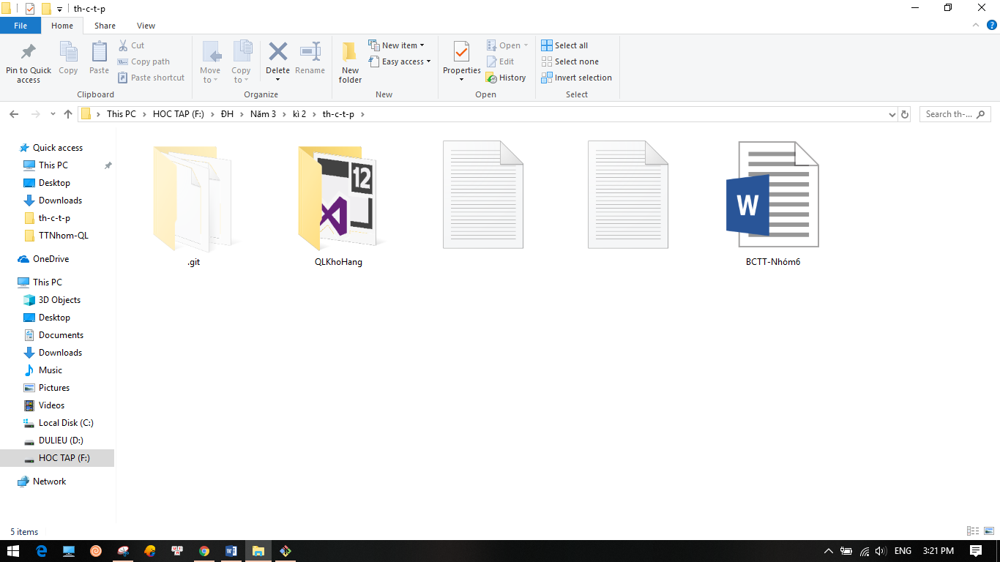 th-c-t-p
File Home Share View
Pin to Quick access
Copy
Paste
Cut
Copy path
Paste shortcut
Clipboard
Move to
Copy to
Delete
Rename
Organize
New folder
New item
Easy access
New
Properties
Open
Edit
History
Open
Select all
Select none
Invert selection
Select
This PC > HOC TAP (F:) > ĐH > Năm 3 > kì 2 > th-c-t-p >
Search th-...
Quick access
This PC
Desktop
Downloads
th-c-t-p
TTNhom-QL
OneDrive
This PC
3D Objects
Desktop
Documents
Downloads
Music
Pictures
Videos
Local Disk (C:)
DULIEU (D:)
HOC TAP (F:)
Network
12
W
.git
QLKhoHang
BCTT-Nhóm6
5 items
ENG 3:21 PM